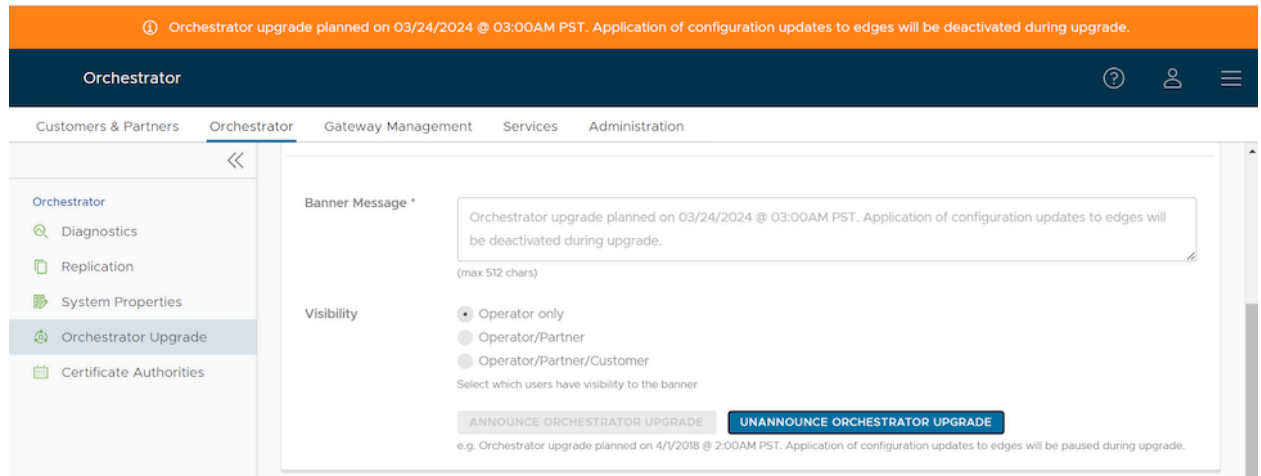 Orchestrator upgrade planned on 03/24/2024 @ 03:00AM PST. Application of configuration updates to edges will be deactivated during upgrade.
Orchestrator
Customers & Partners Orchestrator Gateway Management Services Administration
Orchestrator
Diagnostics
Replication
System Properties
Orchestrator Upgrade
Certificate Authorities
Banner Message *
Orchestrator upgrade planned on 03/24/2024 @ 03:00AM PST. Application of configuration updates to edges will
be deactivated during upgrade.
(max 512 chars)
Visibility
Operator only
Operator/Partner
Operator/Partner/Customer
Select which users have visibility to the banner
ANNOUNCE ORCHESTRATOR UPGRADE UNANNOUNCE ORCHESTRATOR UPGRADE
e.g. Orchestrator upgrade planned on 4/1/2018 @ 2:00AM PST. Application of configuration updates to edges will be paused during upgrade.